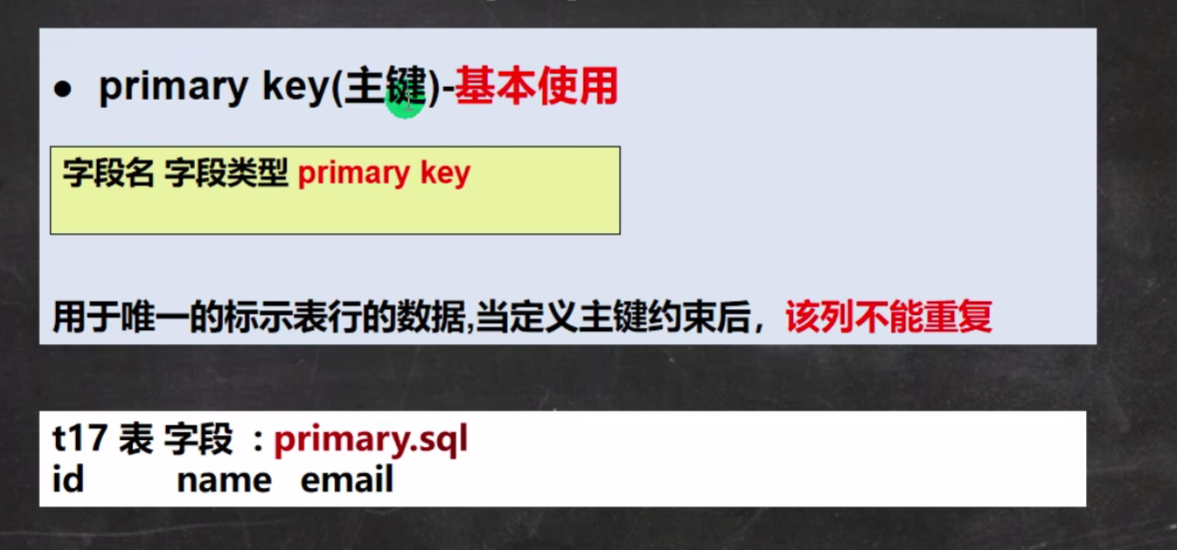 ● primary key(主键)-基本使用
字段名 字段类型 primary key
用于唯一的标示表行的数据,当定义主键约束后，该列不能重复
t17 表 字段 ：primary.sql
id name email